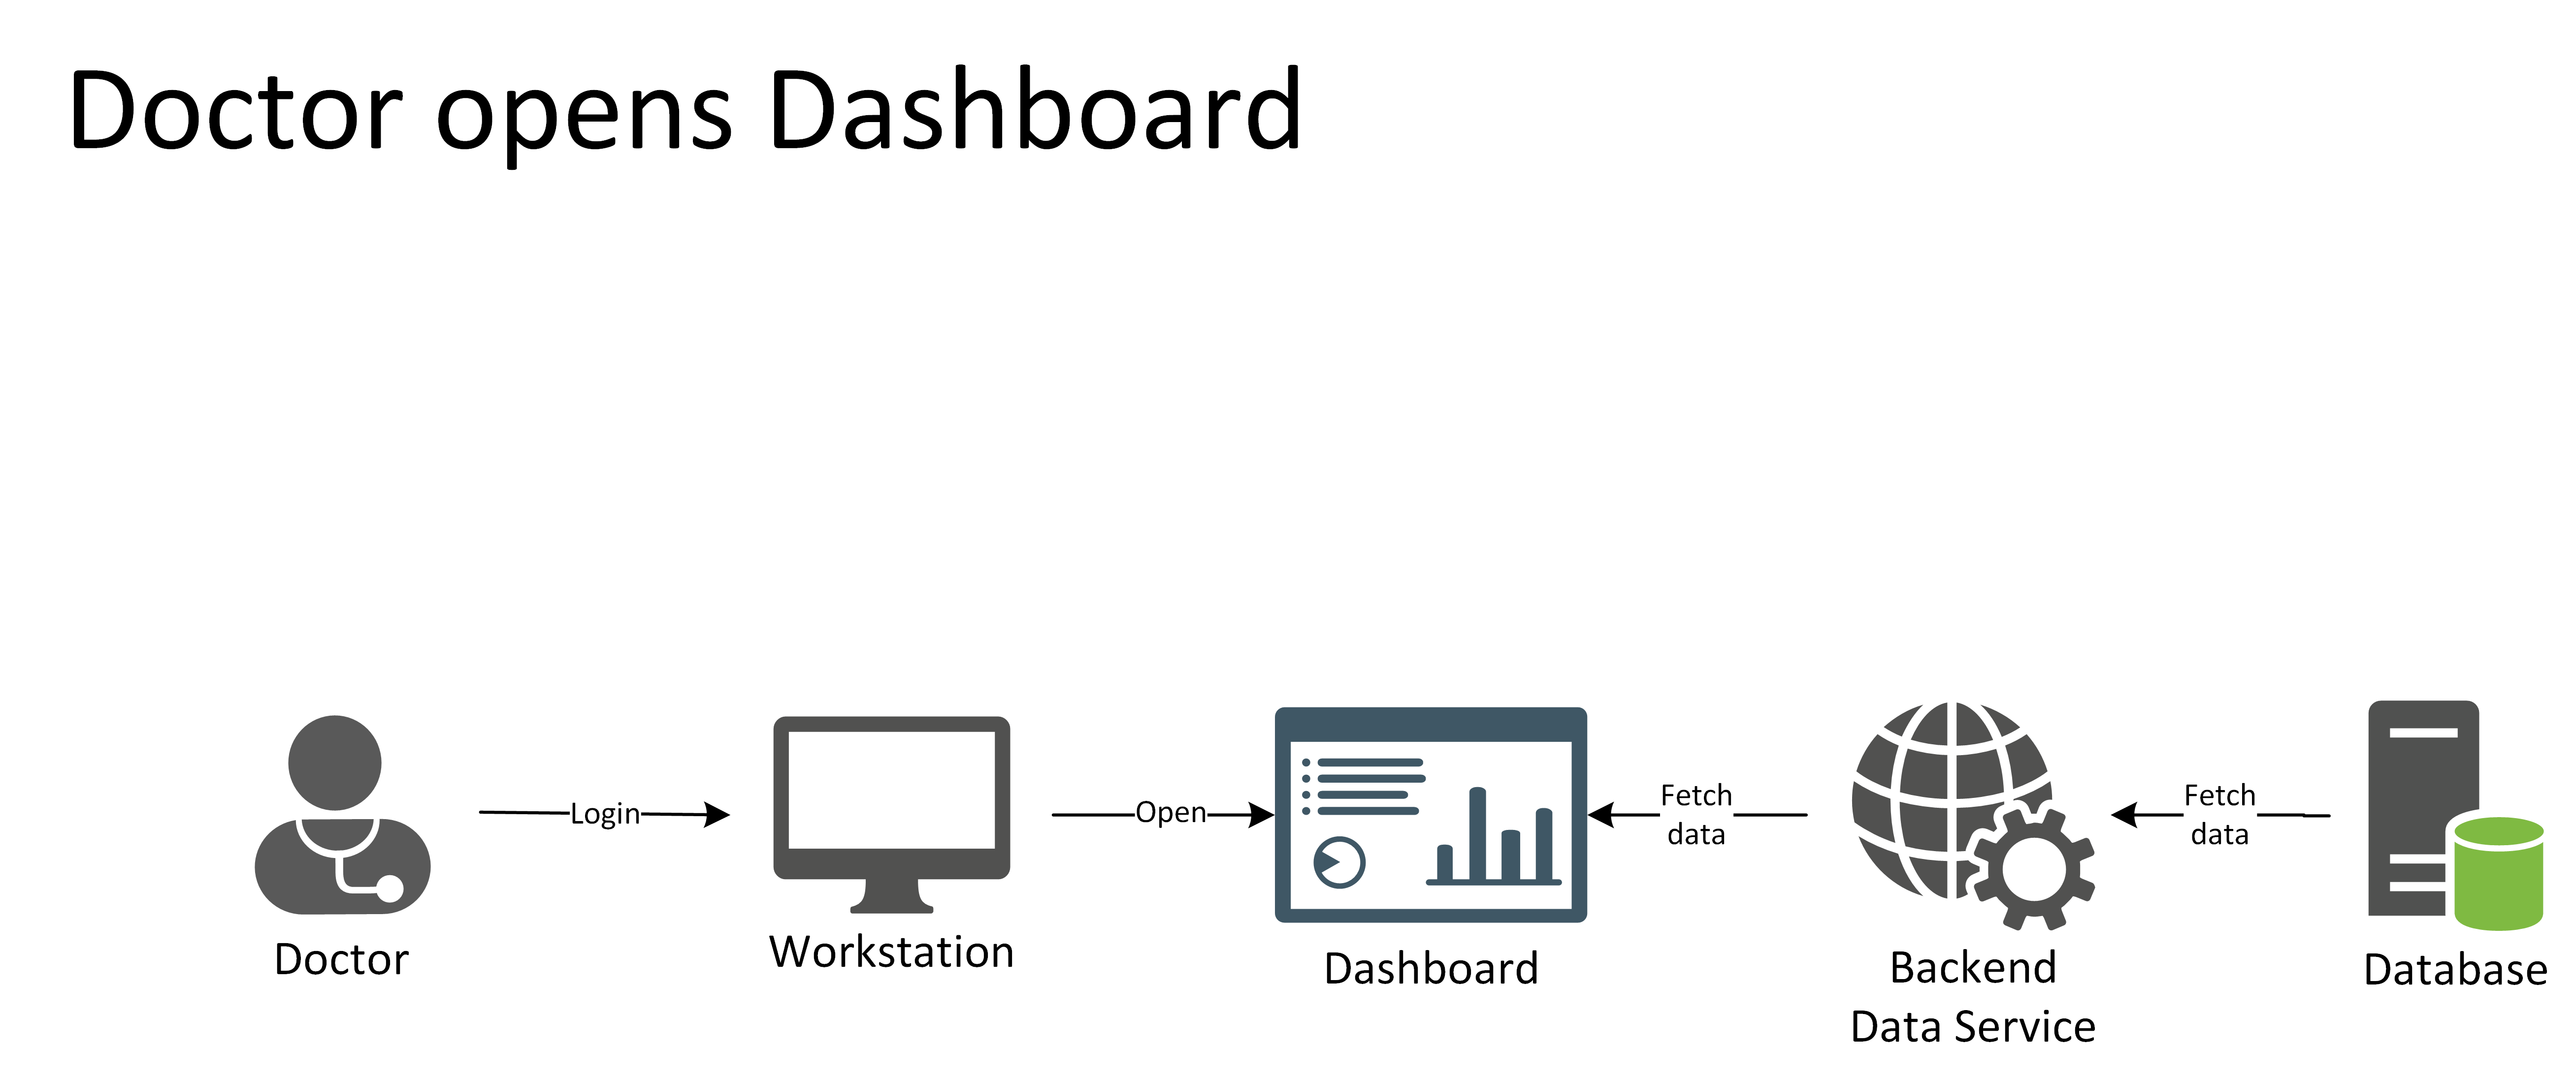 Doctor opens Dashboard
Login
Open
Fetch
data
Fetch
data
Doctor
Workstation
Dashboard
Backend
Data Service
Database